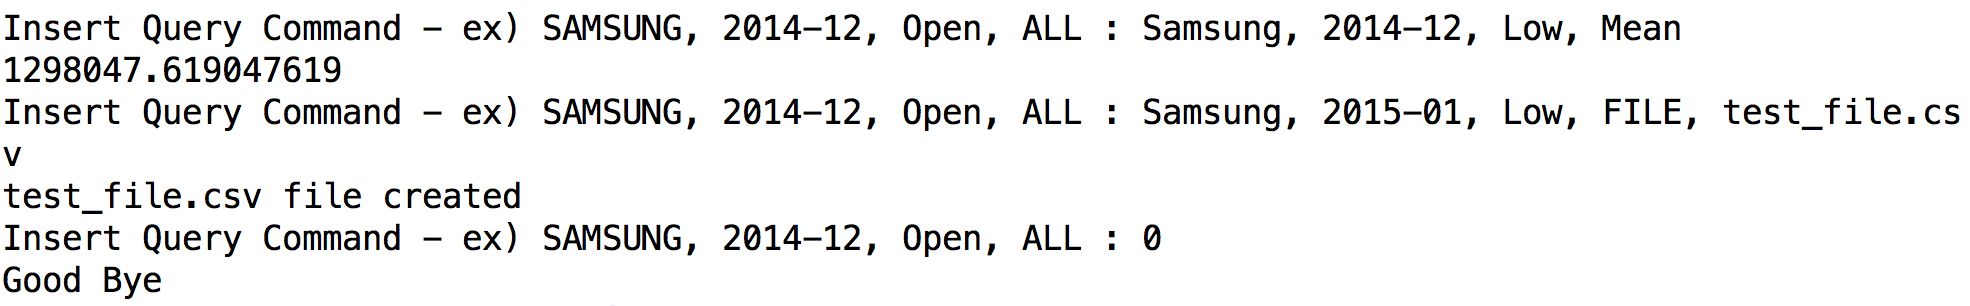 Insert Query Command - ex) SAMSUNG, 2014-12, Open, ALL : Samsung, 2014-12, Low, Mean
1298047.619047619
Insert Query Command - ex) SAMSUNG, 2014-12, Open, ALL : Samsung, 2015-01, Low, FILE, test_file.cs
v
test_file.csv file created
Insert Query Command - ex) SAMSUNG, 2014-12, Open, ALL : 0
Good Bye